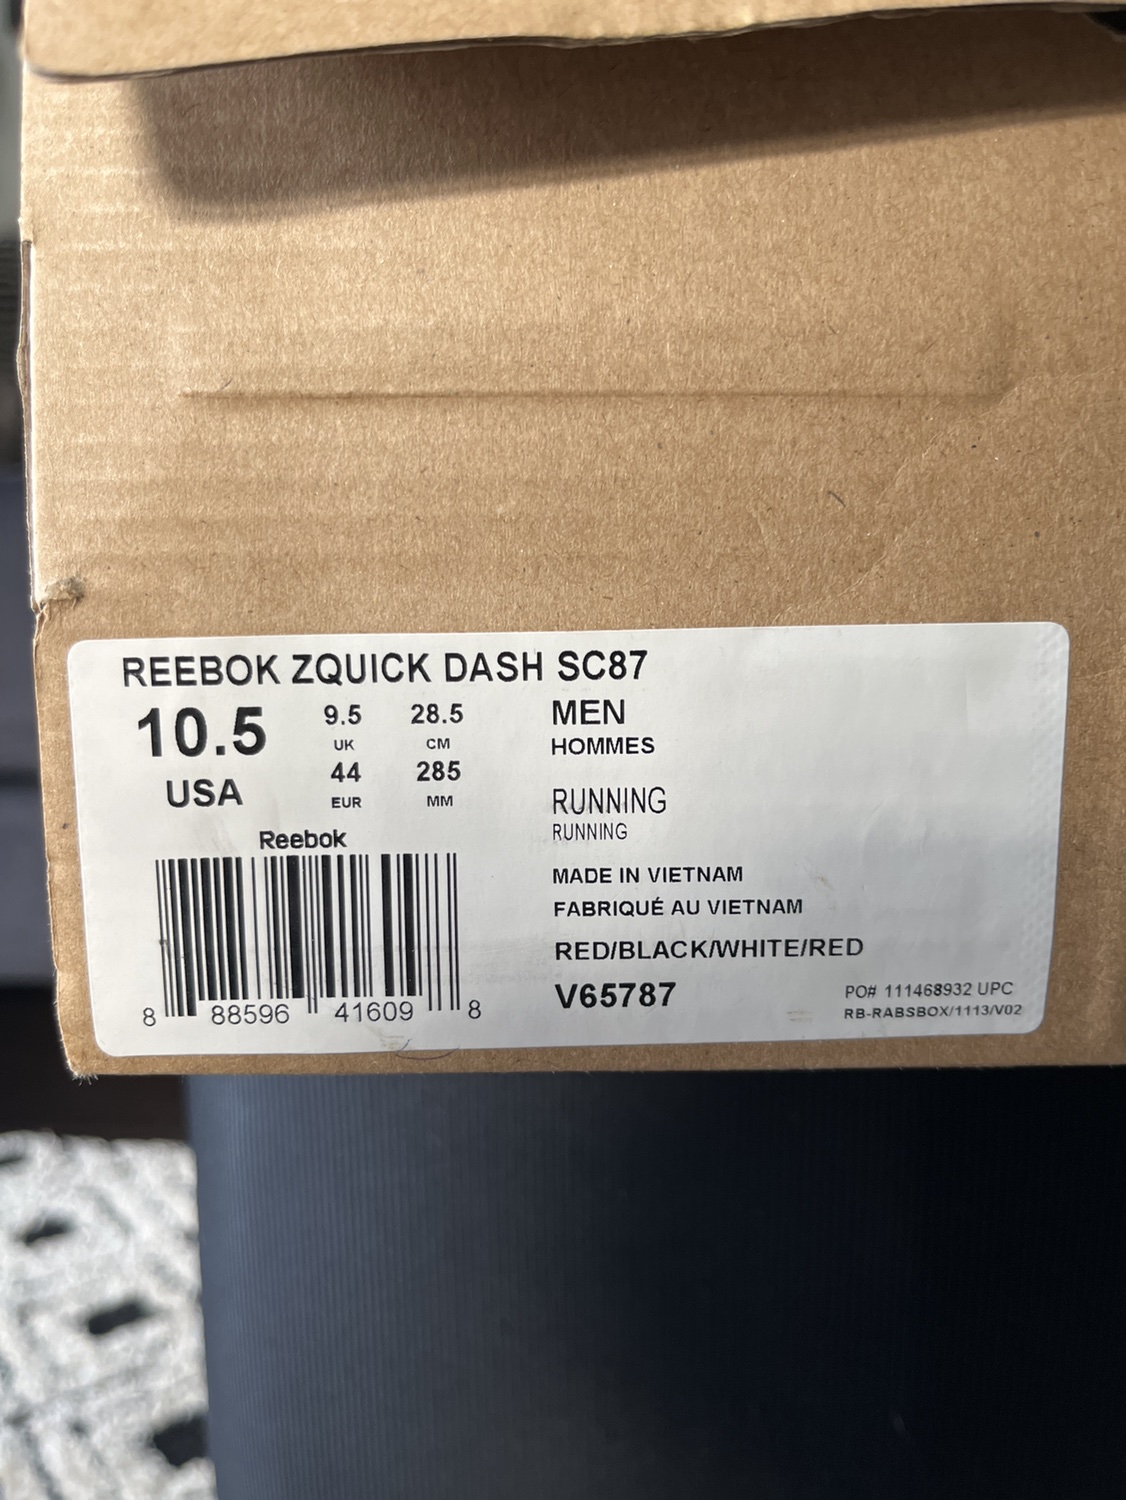 REEBOK ZQUICK DASH SC87
10.5
USA
9.5
UK
44
EUR
28.5
CM
285
MM
MEN
HOMMES
RUNNING
RUNNING
MADE IN VIETNAM
FABRIQUÉ AU VIETNAM
RED/BLACK/WHITE/RED
V65787
PO# 111468932 UPC
RB-RABSBOX/1113/V02
Reebok
8 88596 41609 8